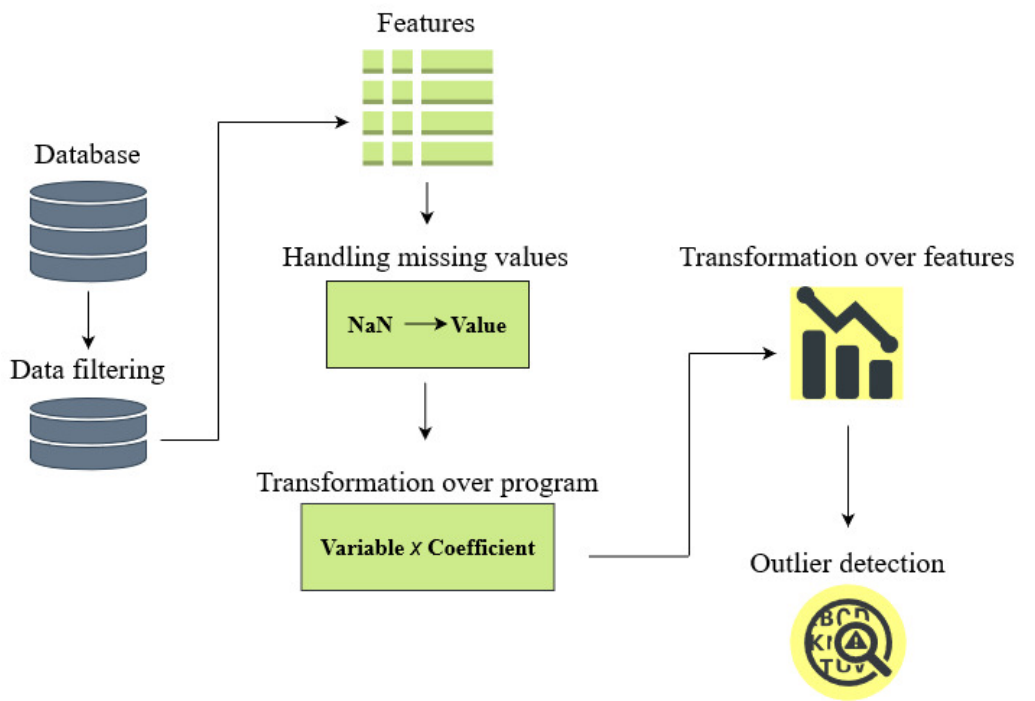 Database
Data filtering
Features
Handling missing values
NaN Value
Transformation over program
Variable x Coefficient
Transformation over features
Outlier detection